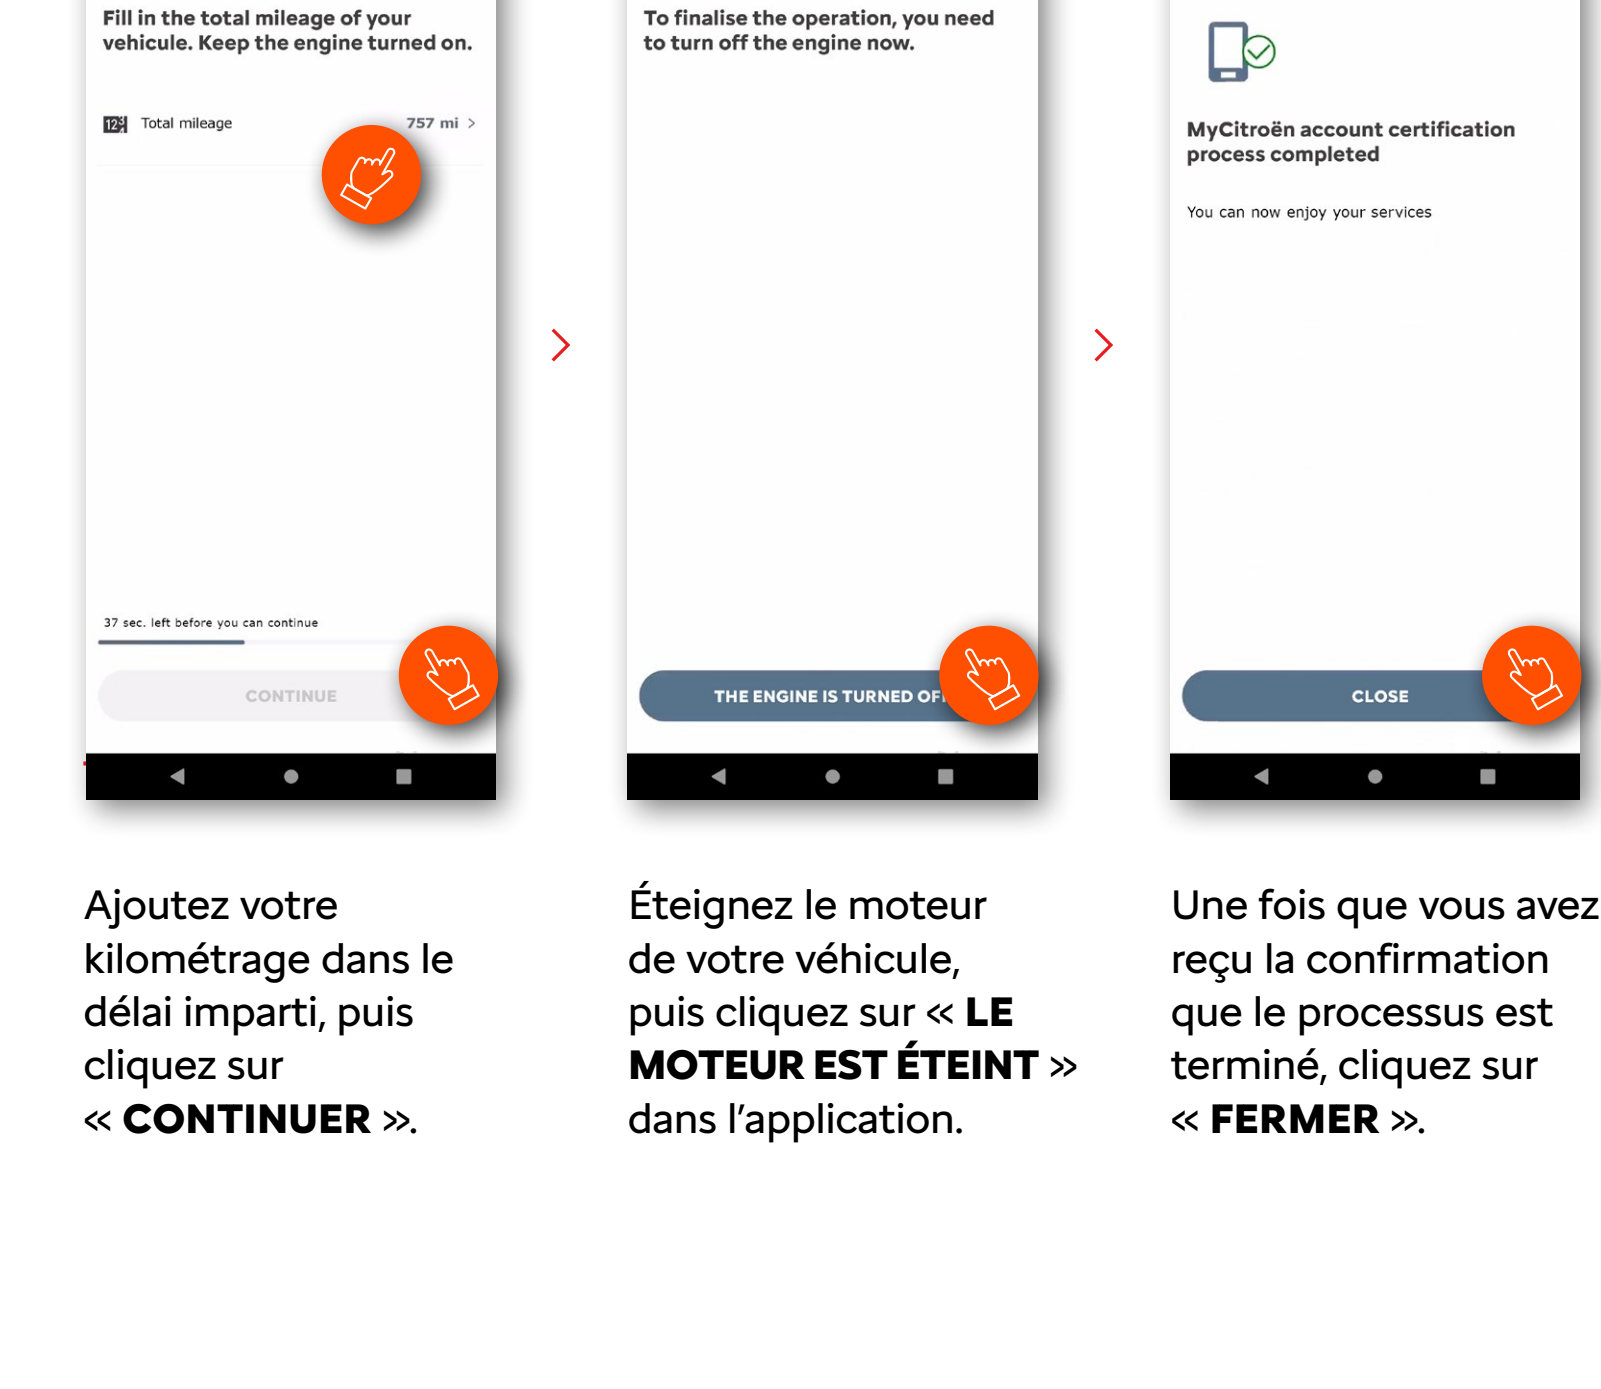 Fill in the total mileage of your
vehicule. Keep the engine turned on.
123
Total mileage
757 mi >
37 sec. left before you can continue
CONTINUE
To finalise the operation, you need
to turn off the engine now.
THE ENGINE IS TURNED OF
MyCitroën account certification
process completed
You can now enjoy your services
CLOSE
Ajoutez votre
kilométrage dans le
délai imparti, puis
cliquez sur
« CONTINUER ».
Éteignez le moteur
de votre véhicule,
puis cliquez sur « LE
MOTEUR EST ÉTEINT »
dans l’application.
Une fois que vous avez
reçu la confirmation
que le processus est
terminé, cliquez sur
« FERMER ».